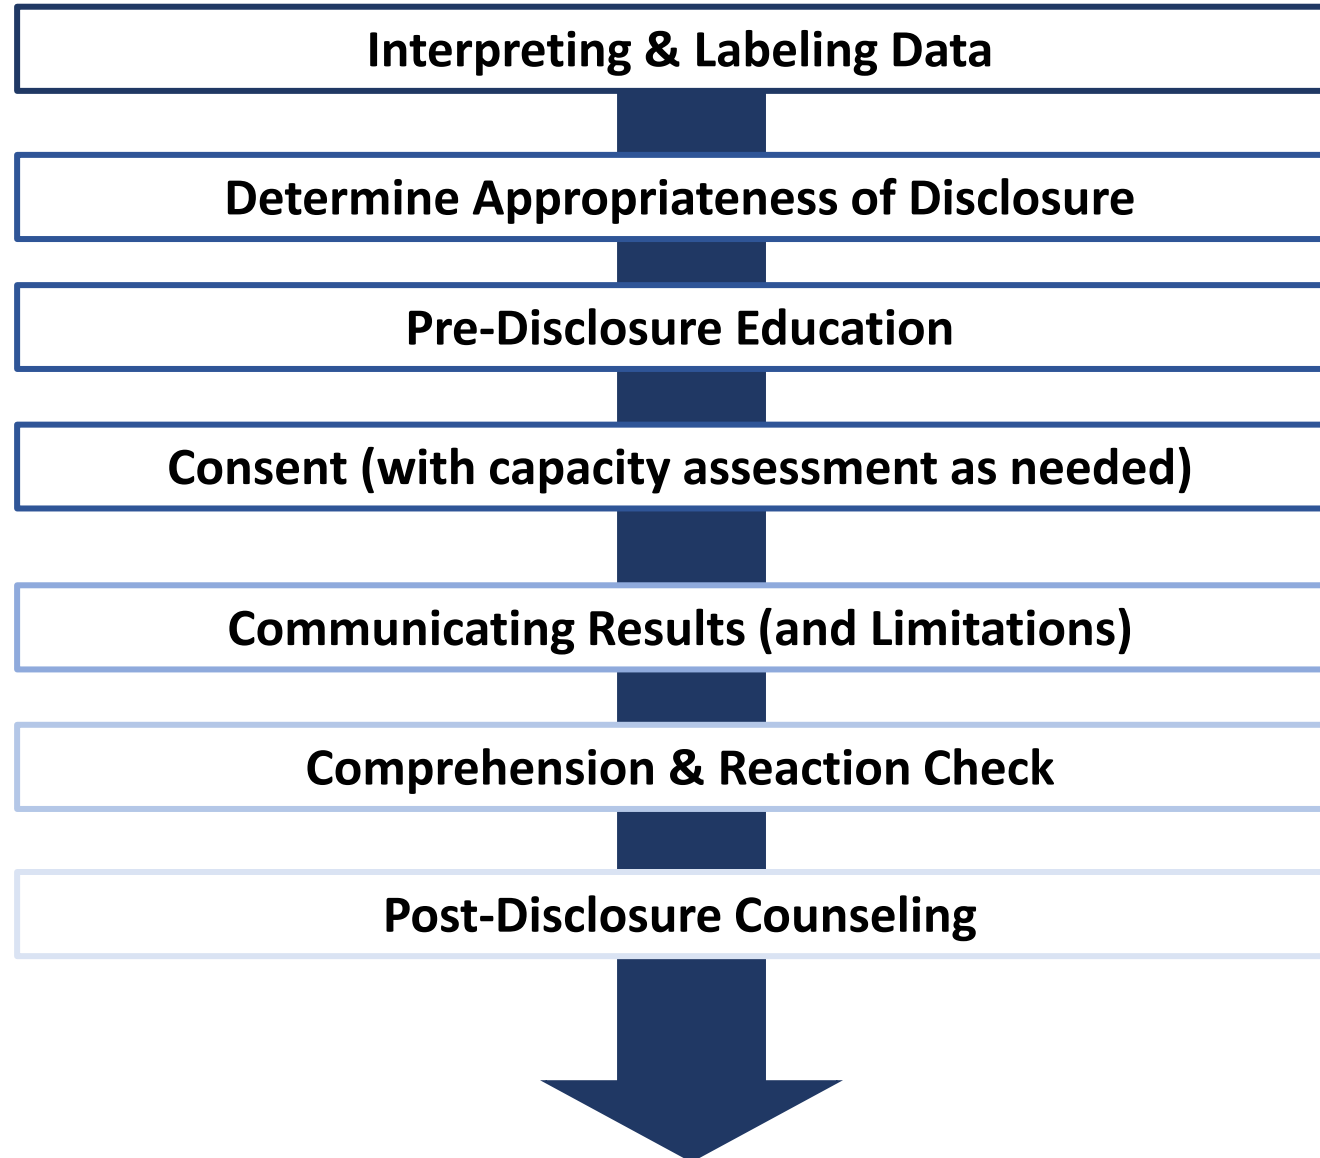 Interpreting & Labeling Data
Determine Appropriateness of Disclosure
Pre-Disclosure Education
Consent (with capacity assessment as needed)
Communicating Results (and Limitations)
Comprehension & Reaction Check
Post-Disclosure Counseling